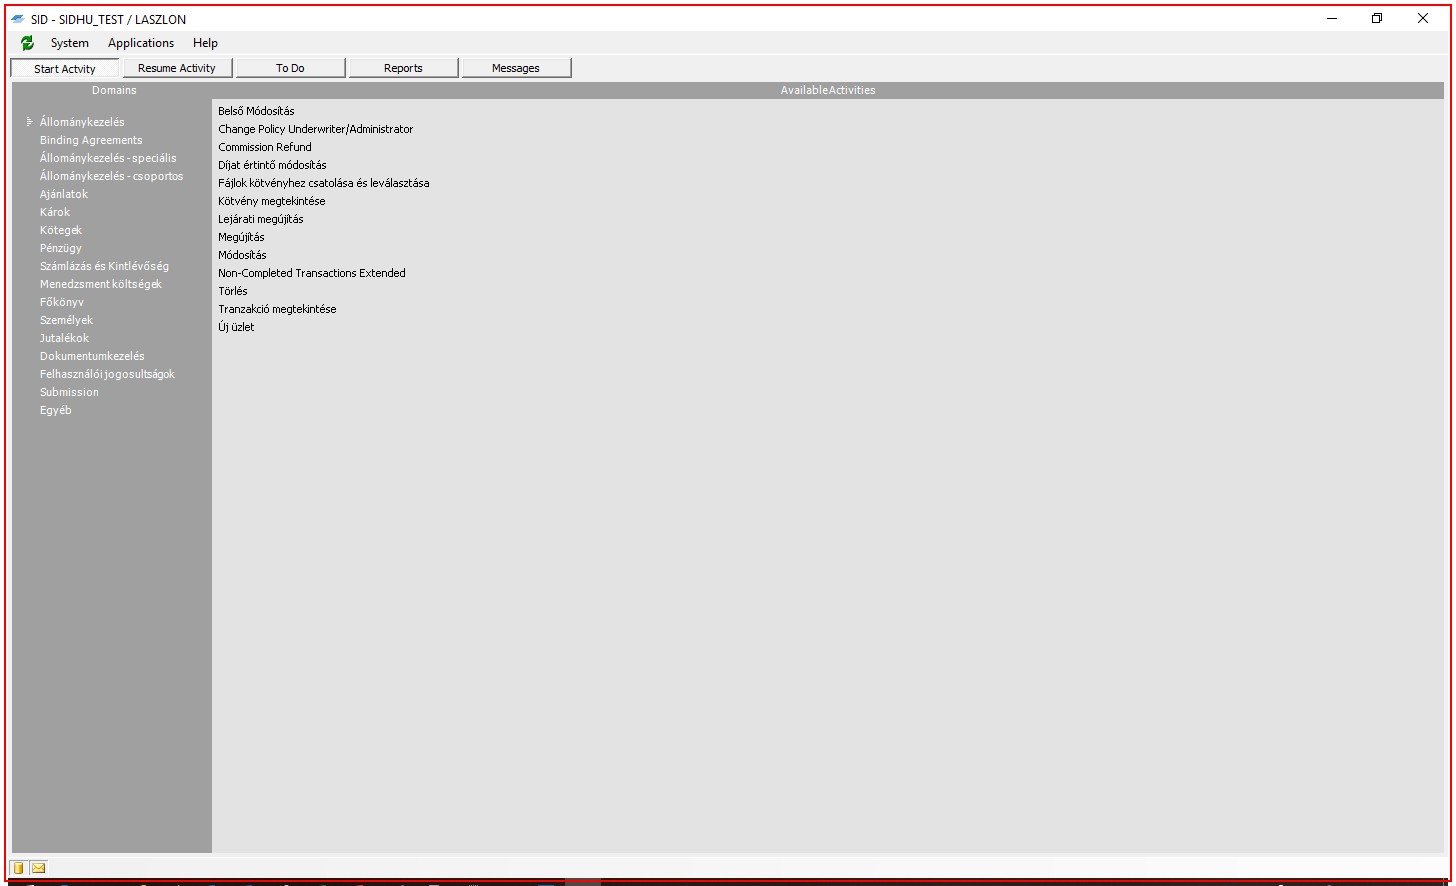 SID - SIDHU_TEST / LASZLON
System Applications Help
Start Actvity Resume Activity To Do Reports Messages
Domains
Állománykezelés
Binding Agreements
Állománykezelés - speciális
Állománykezelés - csoportos
Ajánlatok
Károk
Kötegek
Pénzügy
Számlázás és Kintlévőség
Menedzsment költségek
Főkönyv
Személyek
Jutalékok
Dokumentumkezelés
Felhasználói jogosultságok
Submission
Egyéb
Available Activities
Belső Módosítás
Change Policy Underwriter/Administrator
Commission Refund
Díjat értintő módosítás
Fájlok kötvényhez csatolása és leválasztása
Kötvény megtekintése
Lejárati megújítás
Megújítás
Módosítás
Non-Completed Transactions Extended
Törlés
Tranzakció megtekintése
Új üzlet